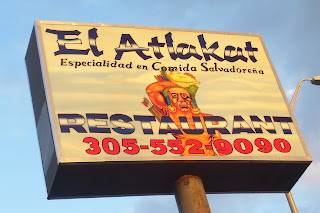 El Atlakat
Especialidad en Comida Salvadoreña
RESTAURANT
305-552-9090